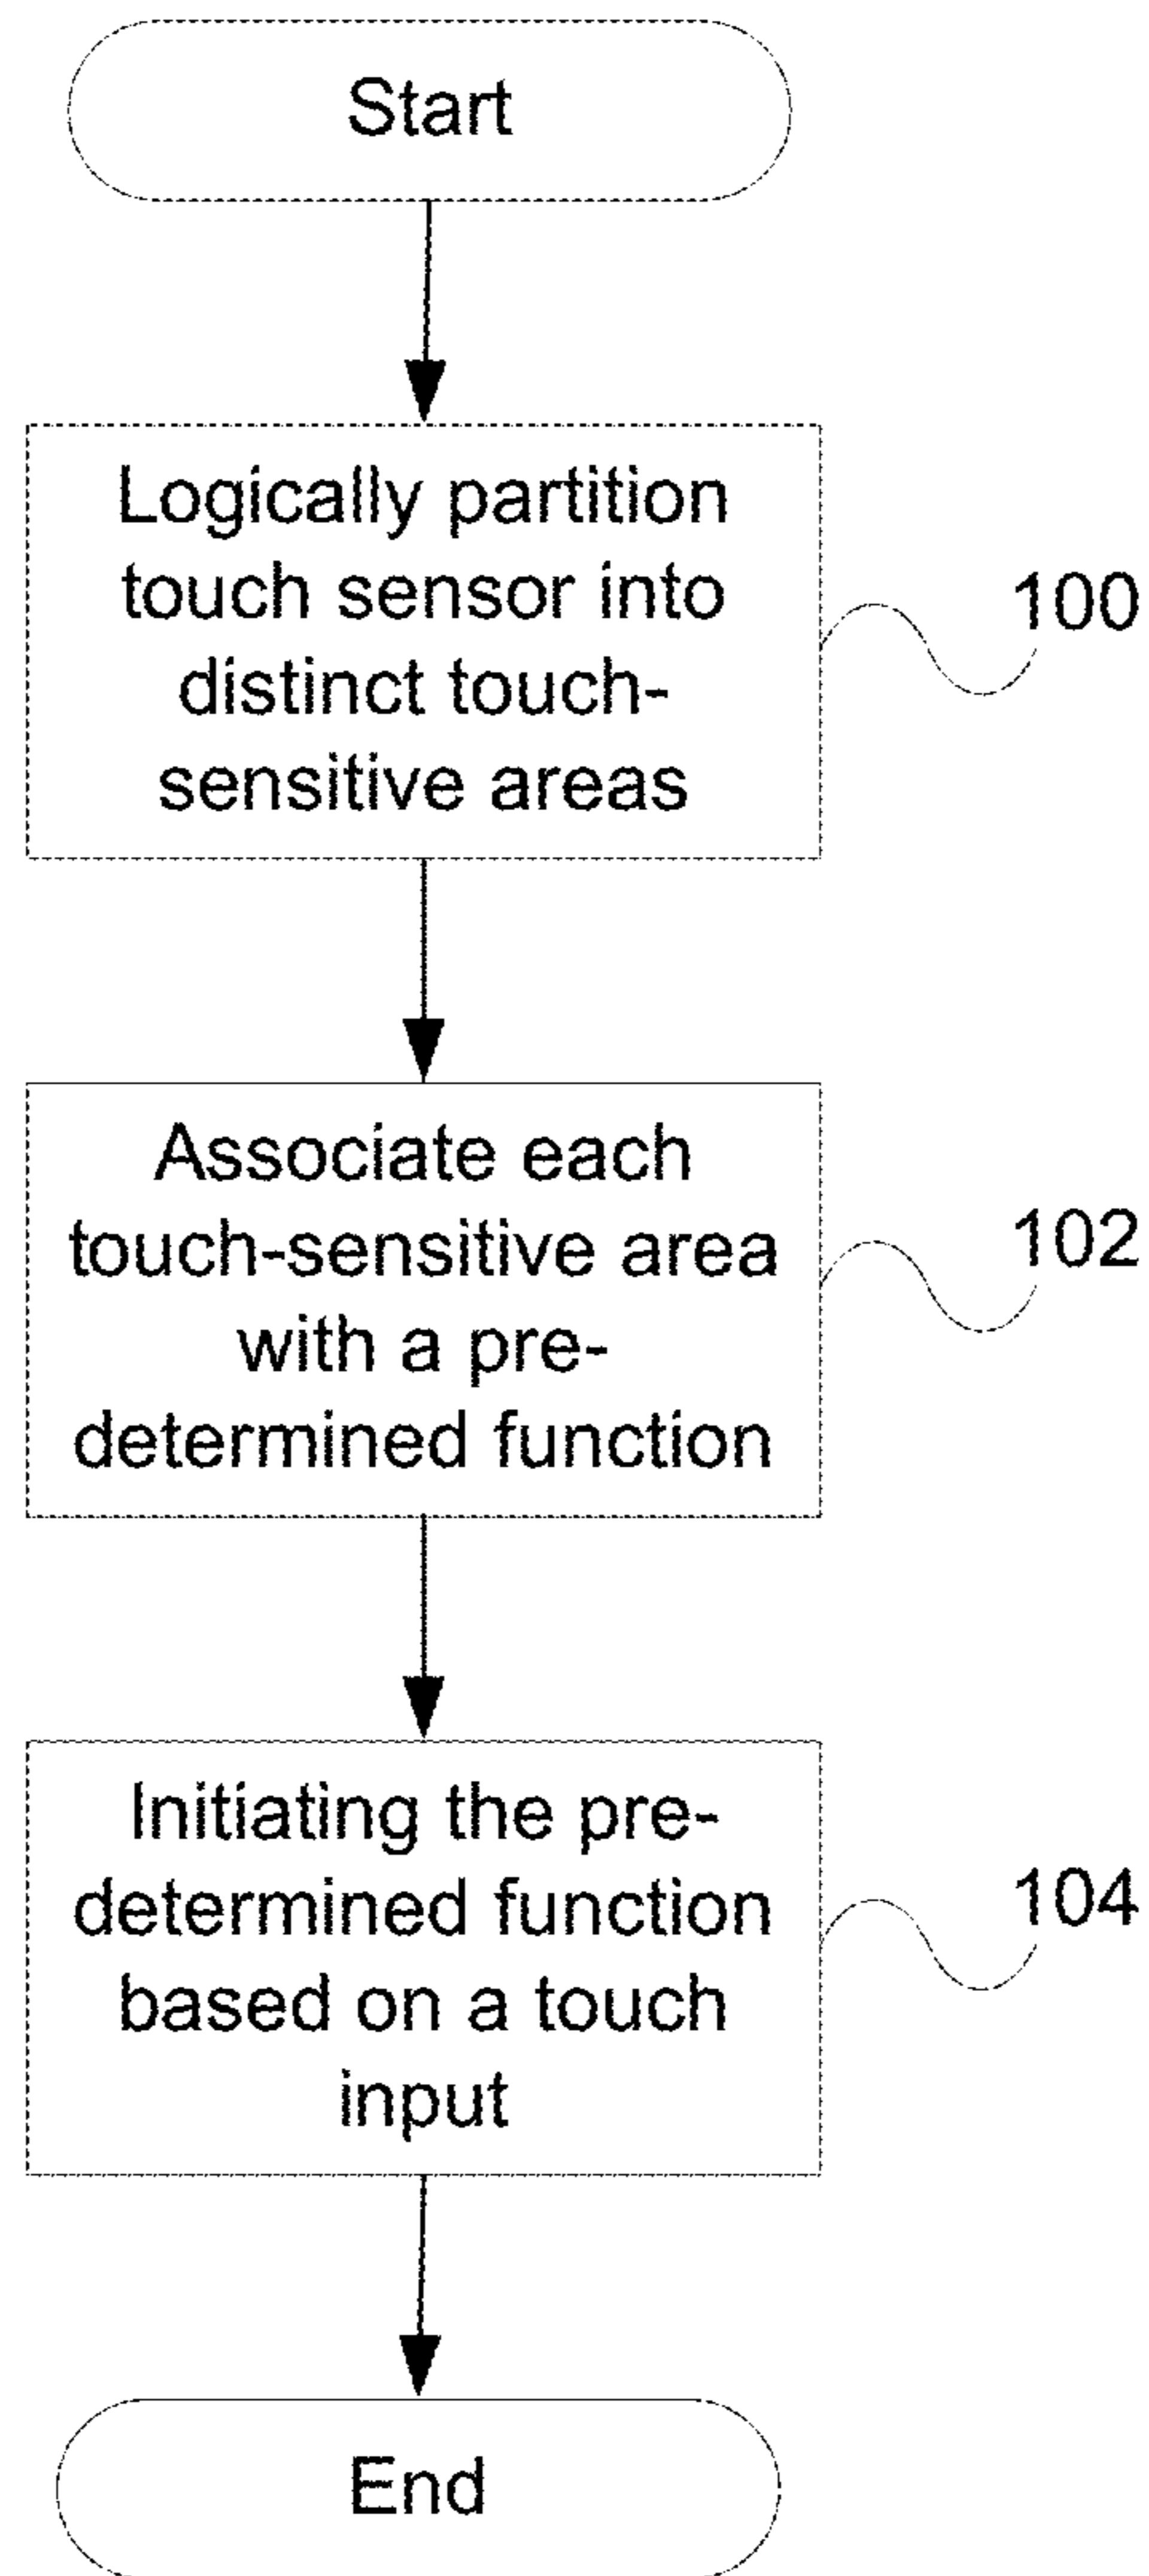 Start
Logically partition
touch sensor into
distinct touch-
sensitive areas
100
Associate each
touch-sensitive area
with a pre-
determined function
102
Initiating the pre-
determined function
based on a touch
input
104
End